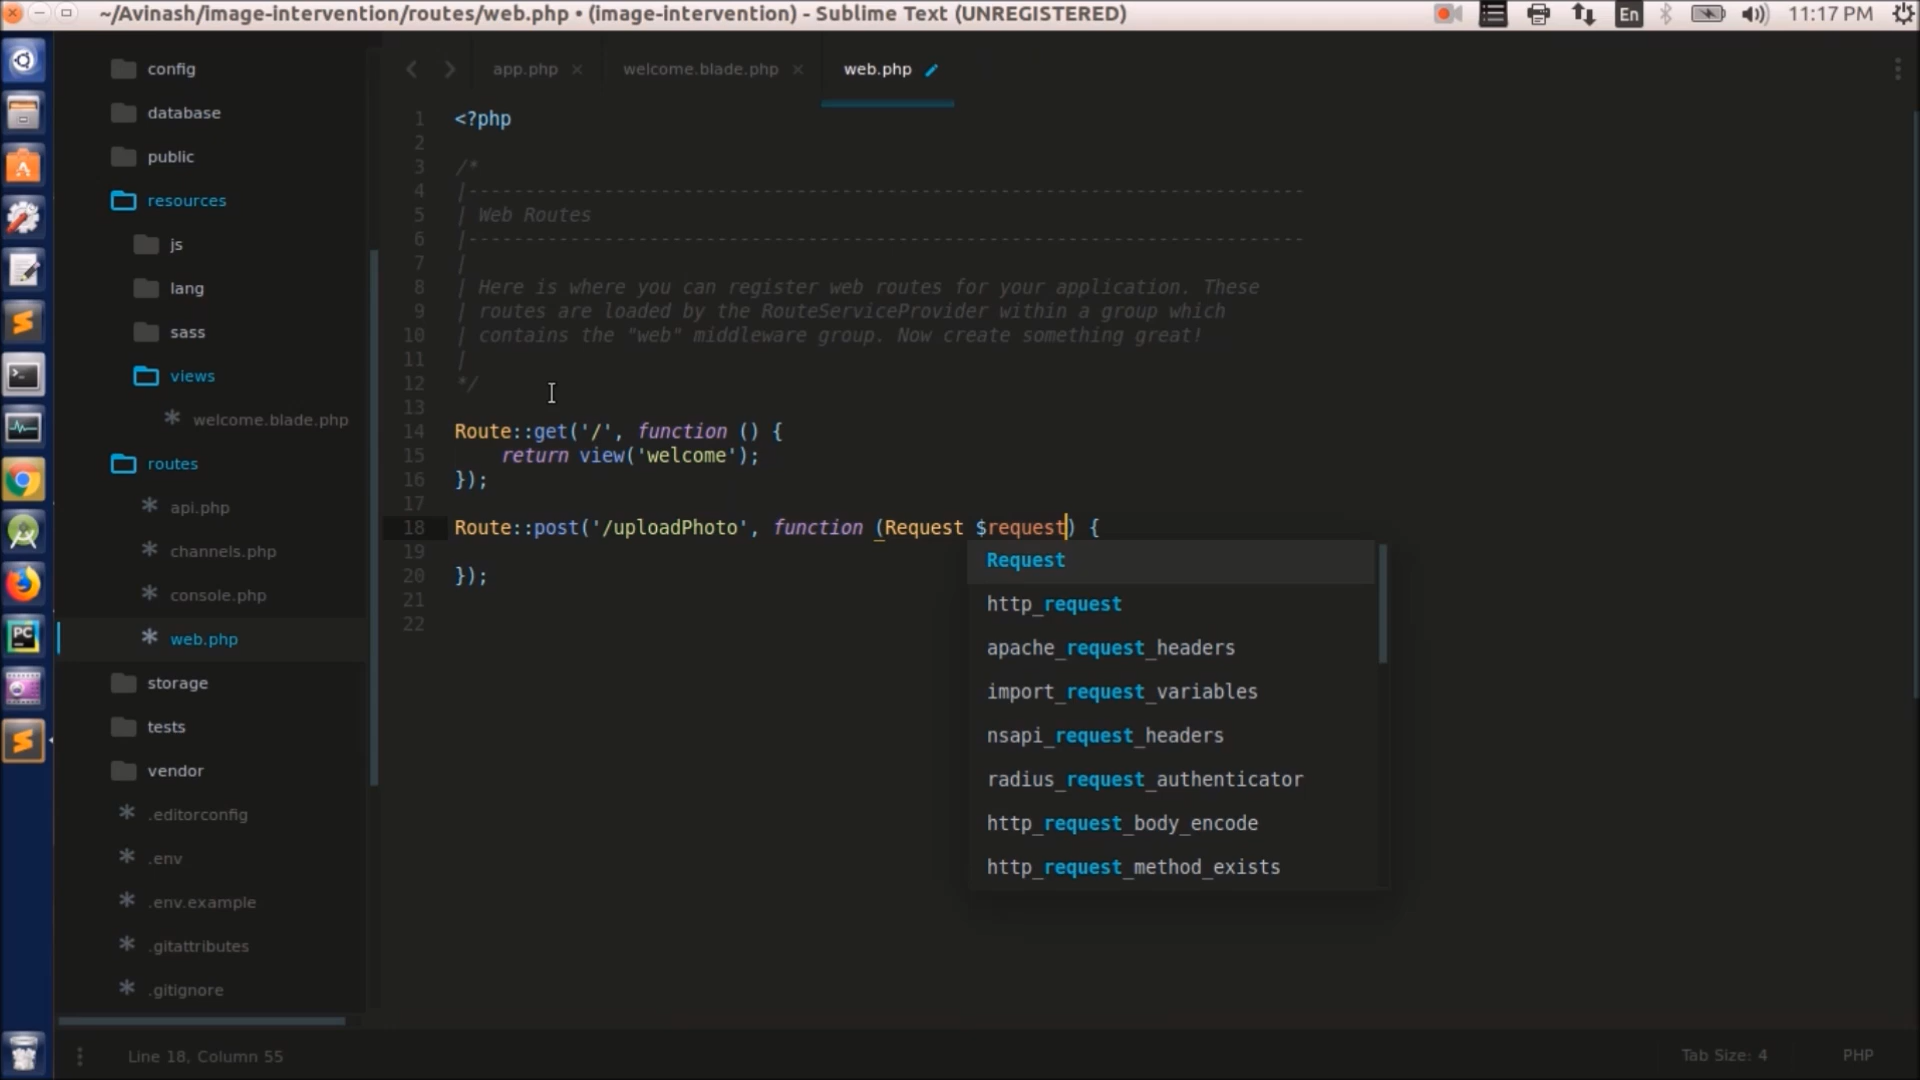 ~/Avinash/image-intervention/routes/web.php • (image-intervention) - Sublime Text (UNREGISTERED)
En
11:17 PM
config
database
public
resources
js
lang
sass
views
welcome.blade.php
routes
api.php
channels.php
console.php
web.php
storage
tests
vendor
.editorconfig
.env
.env.example
.gitattributes
.gitignore
app.php
welcome.blade.php
web.php
1 <?php
2
3 /*
4 |--------------------------------------------------------------------------
5 | Web Routes
6 |--------------------------------------------------------------------------
7 |
8 | Here is where you can register web routes for your application. These
9 | routes are loaded by the RouteServiceProvider within a group which
10 | contains the "web" middleware group. Now create something great!
11 |
12 */
13
14 Route::get('/', function () {
15 return view('welcome');
16 });
17
18 Route::post('/uploadPhoto', function (Request $request) {
19
20 });
21
22
Request
http_request
apache_request_headers
import_request_variables
nsapi_request_headers
radius_request_authenticator
http_request_body_encode
http_request_method_exists
PC
Line 18, Column 55
Tab Size: 4
PHP